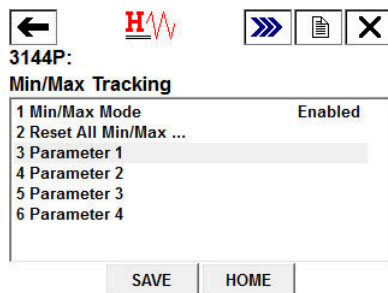 H
3144P:
Min/Max Tracking
1 Min/Max Mode Enabled
2 Reset All Min/Max ...
3 Parameter 1
4 Parameter 2
5 Parameter 3
6 Parameter 4
SAVE HOME